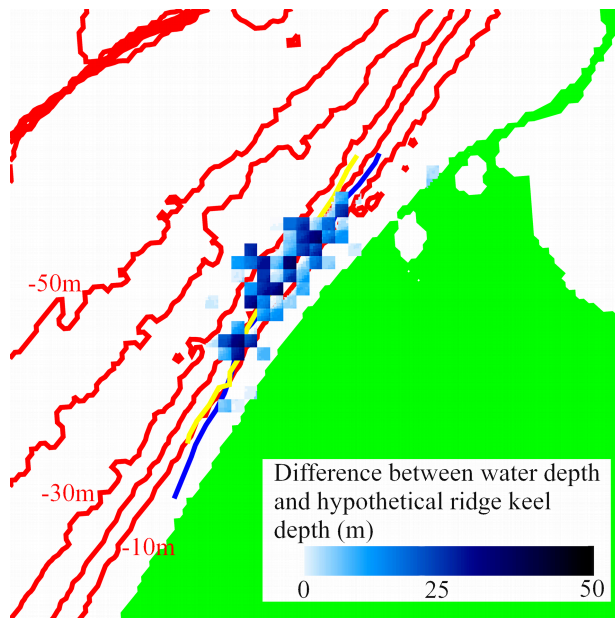 -50m
-30m
-10m
Difference between water depth
and hypothetical ridge keel
depth (m)
0 25 50